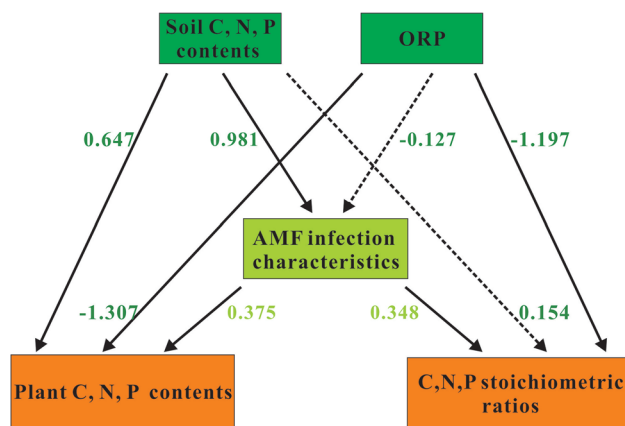 Soil C, N, P
contents
ORP
0.647
0.981
-0.127
-1.197
AMF infection
characteristics
-1.307
0.375
0.348
0.154
Plant C, N, P contents
C,N,P stoichiometric
ratios